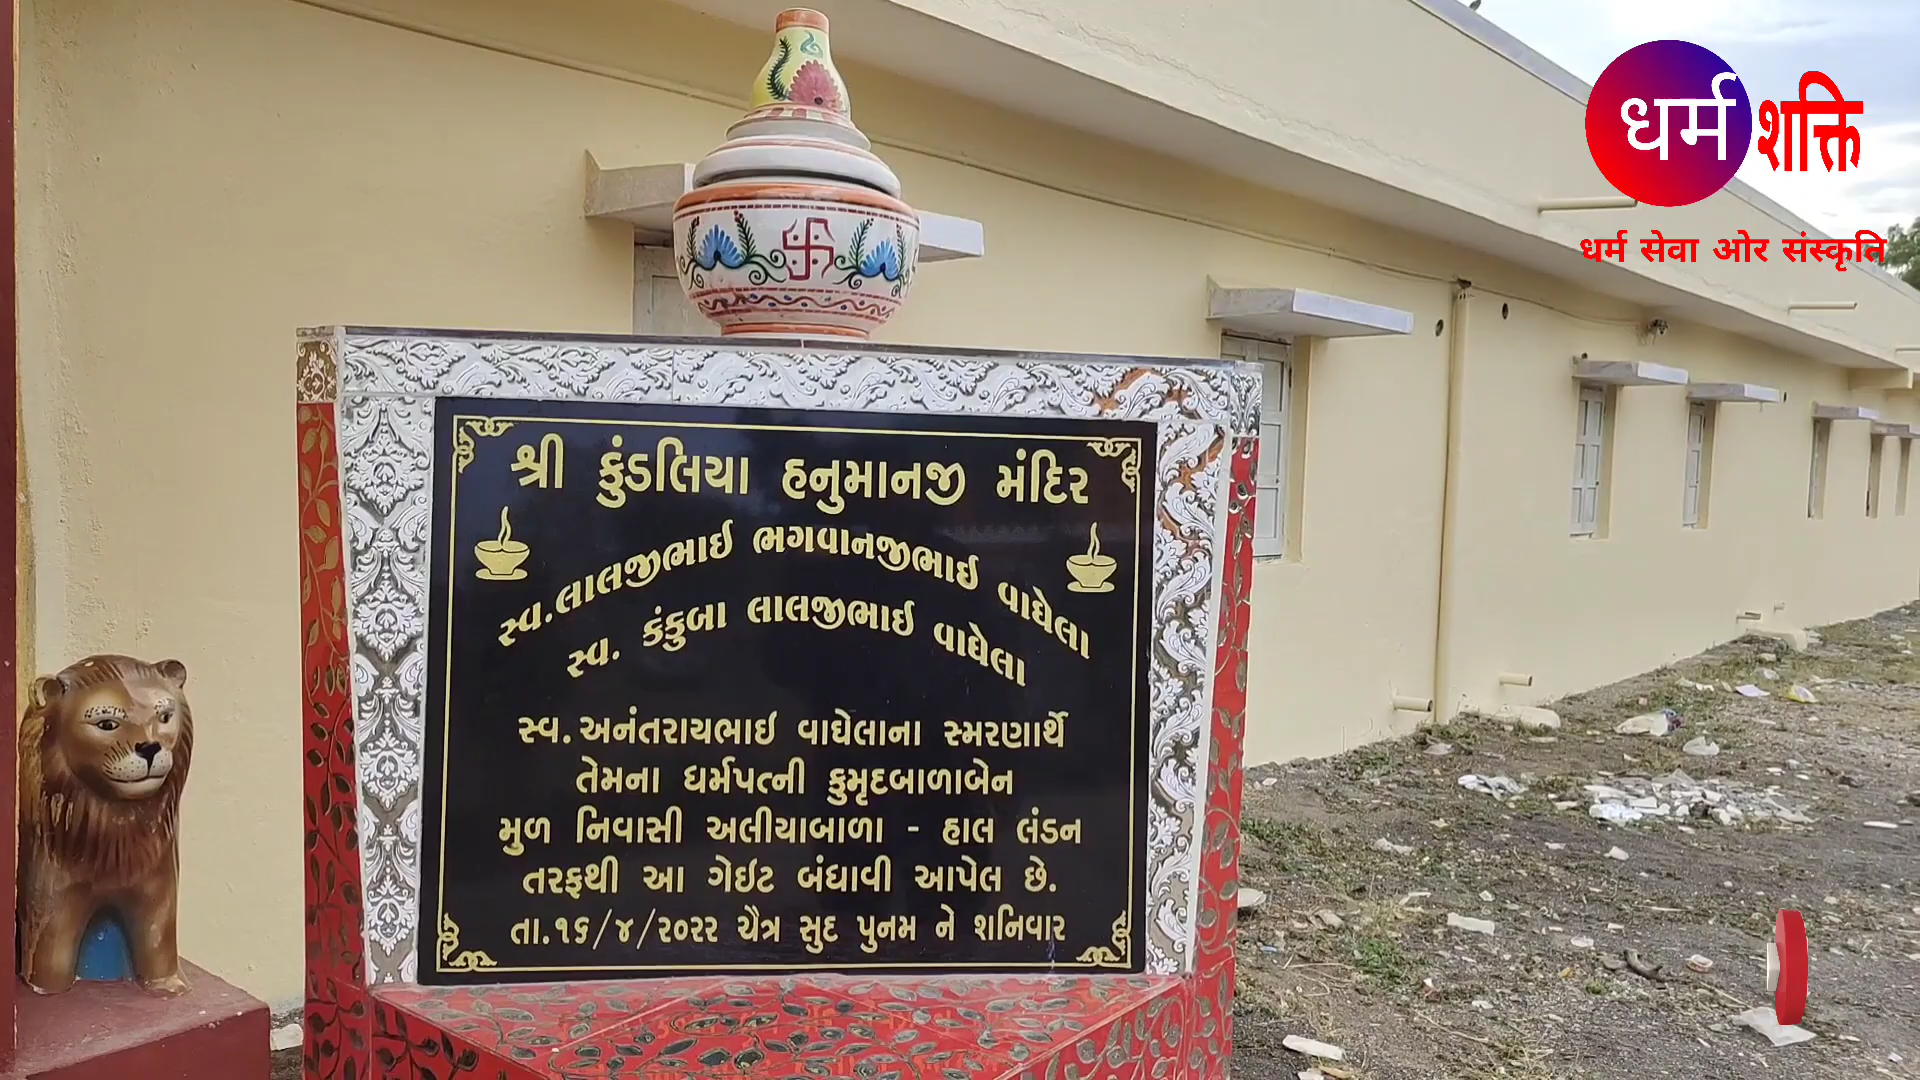 धर्म शक्ति
धर्म सेवा ओर संस्कृति
શ્રી કુંડલિયા હનુમાનજી મંદિર
સ્વ.લાલજીભાઈ ભગવાનજીભાઈ વાઘેલા
સ્વ. કંકુબા લાલજીભાઈ વાઘેલા
સ્વ. અનંતરાયભાઇ વાઘેલાના સ્મરણાર્થે
તેમના ધર્મપત્ની કુમૃદબાળાબેન
મુળ નિવાસી અલીયાબાળા - હાલ લંડન
તરફથી આ ગેઇટ બંધાવી આપેલ છે.
તા.૧૬/૪/૨૦૨૨ ચૈત્ર સુદ પુનમ ને શનિવાર